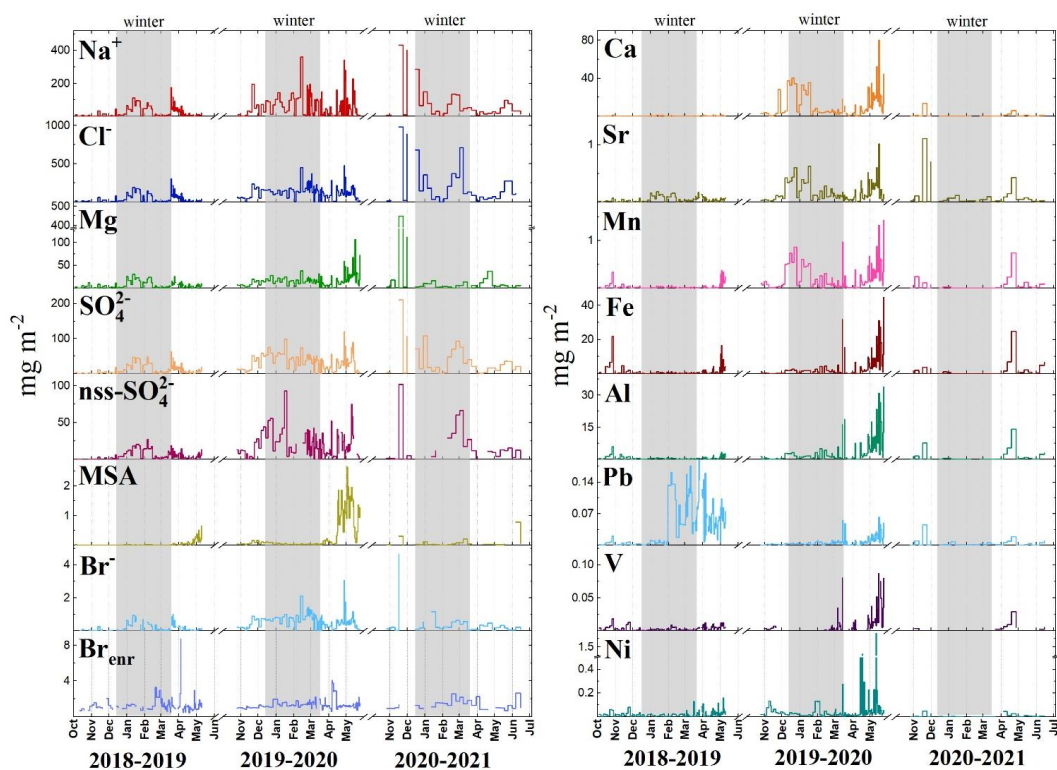 winter winter winter
Na⁺
400
200
Cl⁻
1000
500
Mg
500
400
100
50
SO₄²⁻
200
100
nss-SO₄²⁻
100
50
MSA
2
1
Br⁻
4
2
Br_enr
8
4
mg m⁻²
Oct Nov Dec Jan Feb Mar Apr May Jun Nov Dec Jan Feb Mar Apr May Nov Dec Jan Feb Mar Apr May Jun Jul
2018-2019 2019-2020 2020-2021
winter winter winter
Ca
80
40
Sr
1
Mn
1
Fe
40
20
Al
30
15
Pb
0.14
0.07
V
0.10
0.05
Ni
1.5
0.4
0.2
mg m⁻²
Oct Nov Dec Jan Feb Mar Apr May Jun Nov Dec Jan Feb Mar Apr May Nov Dec Jan Feb Mar Apr May Jun Jul
2018-2019 2019-2020 2020-2021